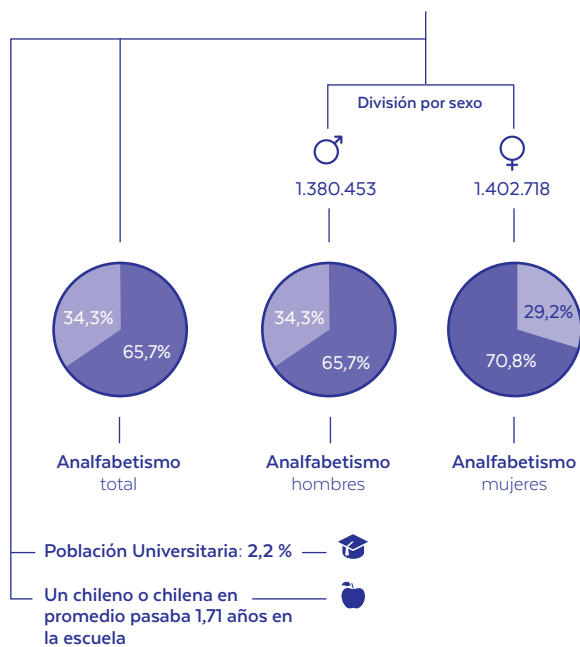 División por sexo
1.380.453
1.402.718
34,3%
65,7%
34,3%
65,7%
29,2%
70,8%
Analfabetismo
total
Analfabetismo
hombres
Analfabetismo
mujeres
Población Universitaria: 2,2 %
Un chileno o chilena en
promedio pasaba 1,71 años en
la escuela